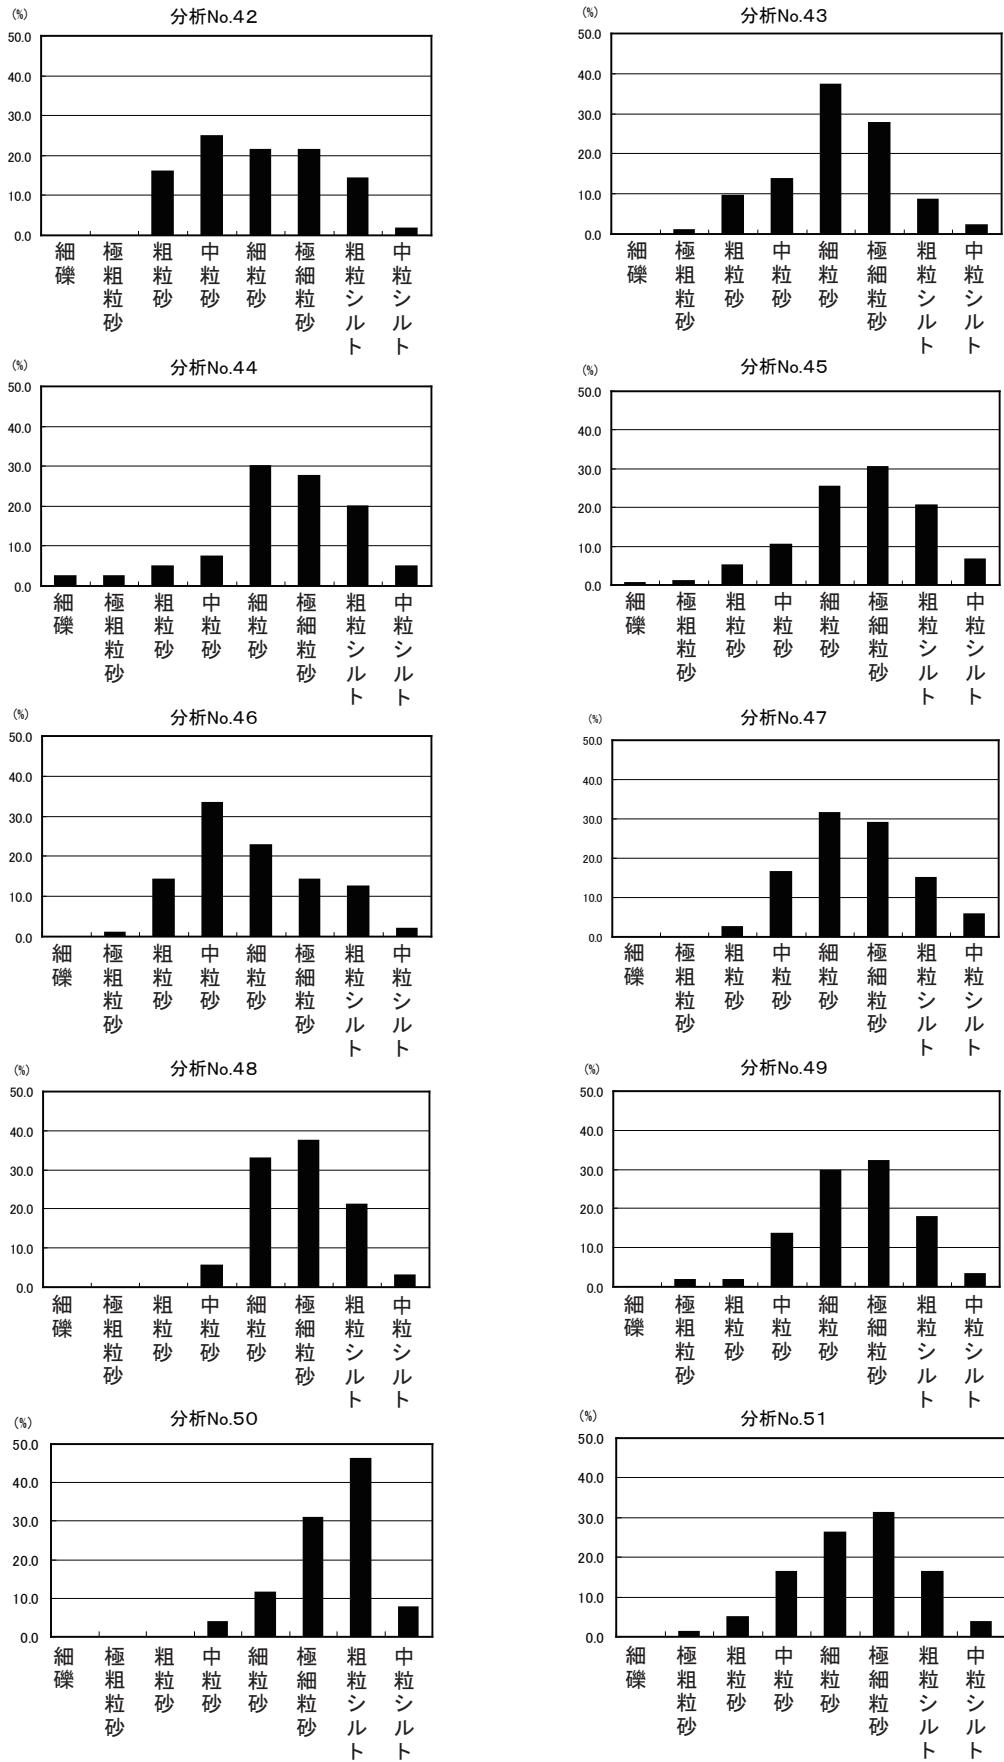 (%)
分析No.42
50.0
40.0
30.0
20.0
10.0
0.0
細礫
極粗粒砂
粗粒砂
中粒砂
細粒砂
極細粒砂
粗粒シルト
中粒シルト
(%)
分析No.43
50.0
40.0
30.0
20.0
10.0
0.0
細礫
極粗粒砂
粗粒砂
中粒砂
細粒砂
極細粒砂
粗粒シルト
中粒シルト
(%)
分析No.44
50.0
40.0
30.0
20.0
10.0
0.0
細礫
極粗粒砂
粗粒砂
中粒砂
細粒砂
極細粒砂
粗粒シルト
中粒シルト
(%)
分析No.45
50.0
40.0
30.0
20.0
10.0
0.0
細礫
極粗粒砂
粗粒砂
中粒砂
細粒砂
極細粒砂
粗粒シルト
中粒シルト
(%)
分析No.46
50.0
40.0
30.0
20.0
10.0
0.0
細礫
極粗粒砂
粗粒砂
中粒砂
細粒砂
極細粒砂
粗粒シルト
中粒シルト
(%)
分析No.47
50.0
40.0
30.0
20.0
10.0
0.0
細礫
極粗粒砂
粗粒砂
中粒砂
細粒砂
極細粒砂
粗粒シルト
中粒シルト
(%)
分析No.48
50.0
40.0
30.0
20.0
10.0
0.0
細礫
極粗粒砂
粗粒砂
中粒砂
細粒砂
極細粒砂
粗粒シルト
中粒シルト
(%)
分析No.49
50.0
40.0
30.0
20.0
10.0
0.0
細礫
極粗粒砂
粗粒砂
中粒砂
細粒砂
極細粒砂
粗粒シルト
中粒シルト
(%)
分析No.50
50.0
40.0
30.0
20.0
10.0
0.0
細礫
極粗粒砂
粗粒砂
中粒砂
細粒砂
極細粒砂
粗粒シルト
中粒シルト
(%)
分析No.51
50.0
40.0
30.0
20.0
10.0
0.0
細礫
極粗粒砂
粗粒砂
中粒砂
細粒砂
極細粒砂
粗粒シルト
中粒シルト